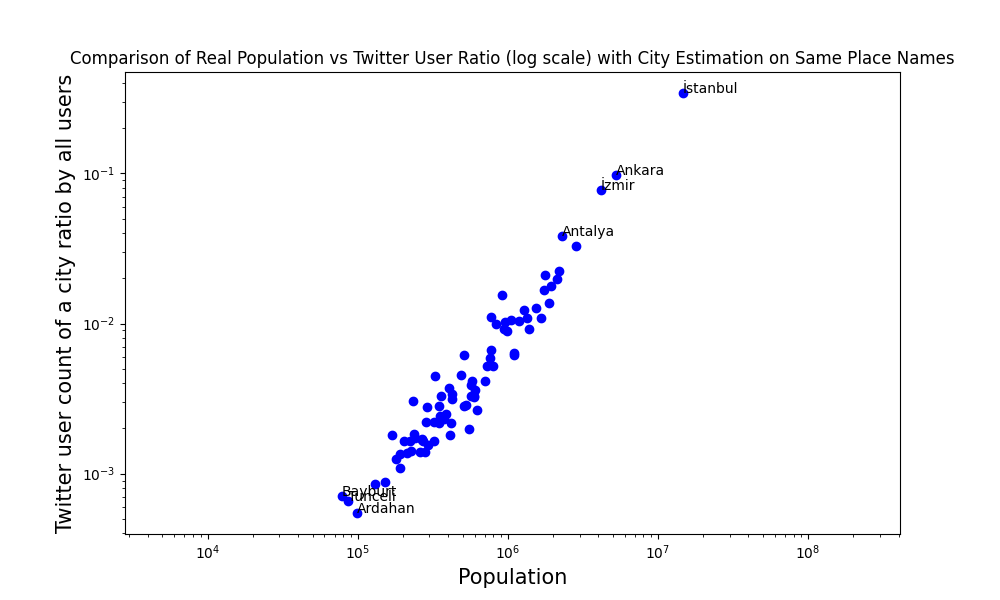 Comparison of Real Population vs Twitter User Ratio (log scale) with City Estimation on Same Place Names
Twitter user count of a city ratio by all users
10⁻¹
10⁻²
10⁻³
İstanbul
Ankara
İzmir
Antalya
Bayburt
Tunceli
Ardahan
10⁴
10⁵
10⁶
10⁷
10⁸
Population